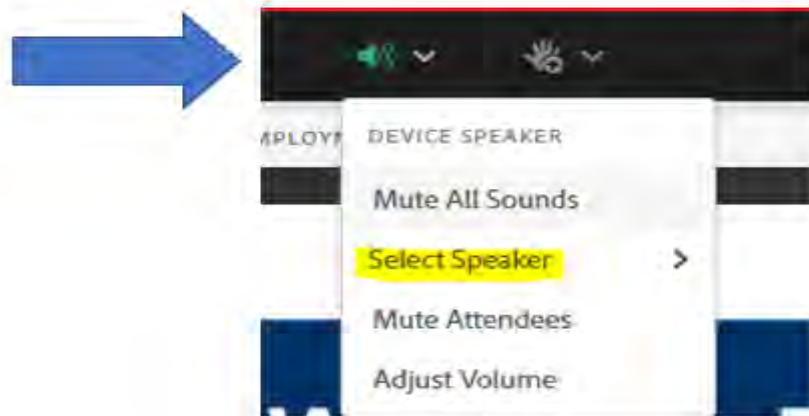 DEVICE SPEAKER
Mute All Sounds
Select Speaker
Mute Attendees
Adjust Volume